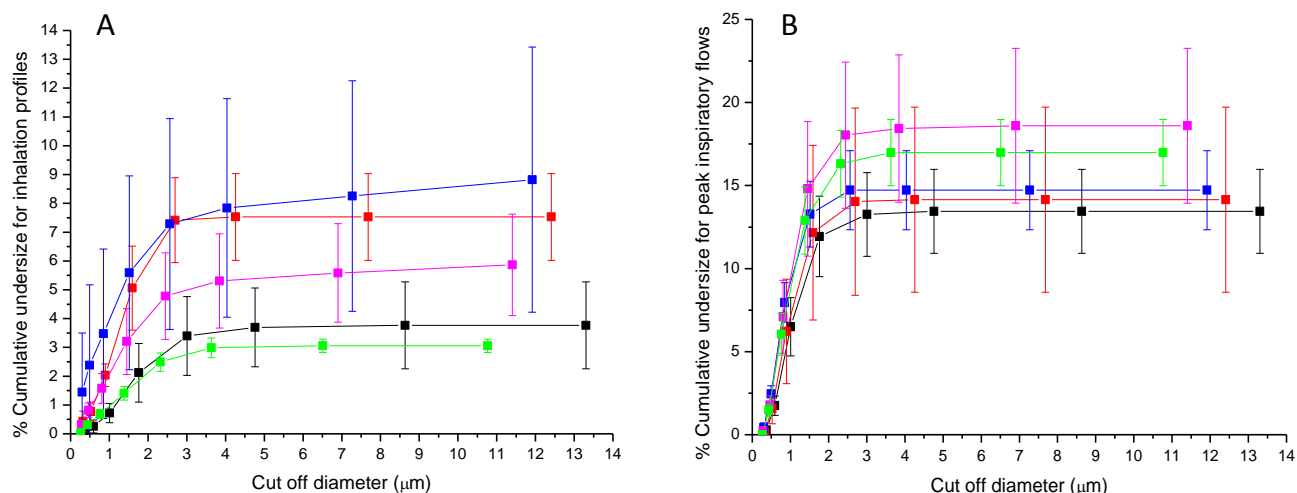 A
% Cumulative undersize for inhalation profiles
14
13
12
11
10
9
8
7
6
5
4
3
2
1
0
0 1 2 3 4 5 6 7 8 9 10 11 12 13 14
Cut off diameter (μm)
B
% Cumulative undersize for peak inspiratory flows
25
20
15
10
5
0
0 1 2 3 4 5 6 7 8 9 10 11 12 13 14
Cut off diameter (μm)